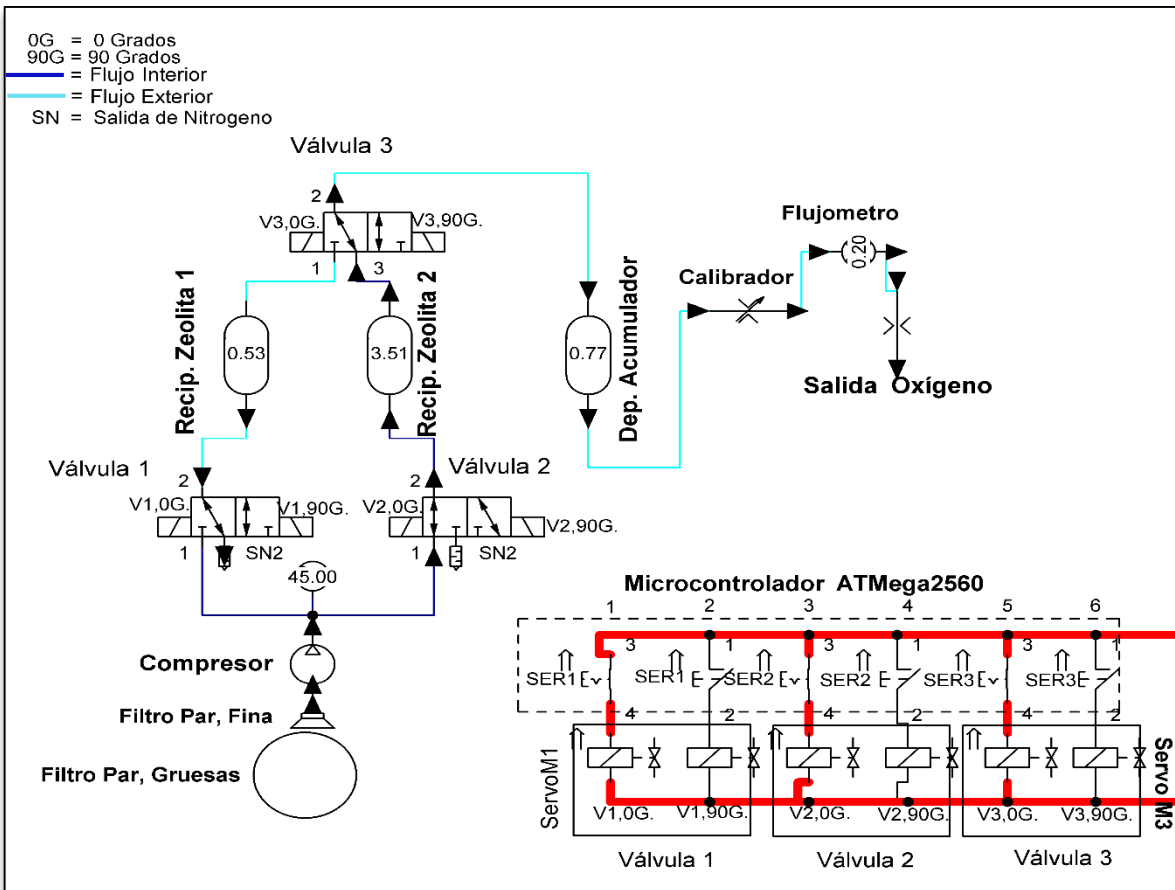 0G = 0 Grados
90G = 90 Grados
= Flujo Interior
= Flujo Exterior
SN = Salida de Nitrogeno
Válvula 3
2
V3,0G.
V3,90G.
1
3
Recip. Zeolita 1
0.53
Recip. Zeolita 2
3.51
Dep. Acumulador
0.77
Calibrador
Flujometro
0.20
Salida Oxígeno
Válvula 1
2
V1,0G.
V1,90G.
1
SN2
Válvula 2
2
V2,0G.
V2,90G.
1
SN2
45.00
Compresor
Filtro Par, Fina
Filtro Par, Gruesas
Microcontrolador ATMega2560
1 2 3 4 5 6
3 1 3 1 3 1
SER1 SER1 SER2 SER2 SER3 SER3
4 2 4 2 4 2
ServoM1
Servo M3
V1,0G. V1,90G. V2,0G. V2,90G. V3,0G. V3,90G.
Válvula 1 Válvula 2 Válvula 3